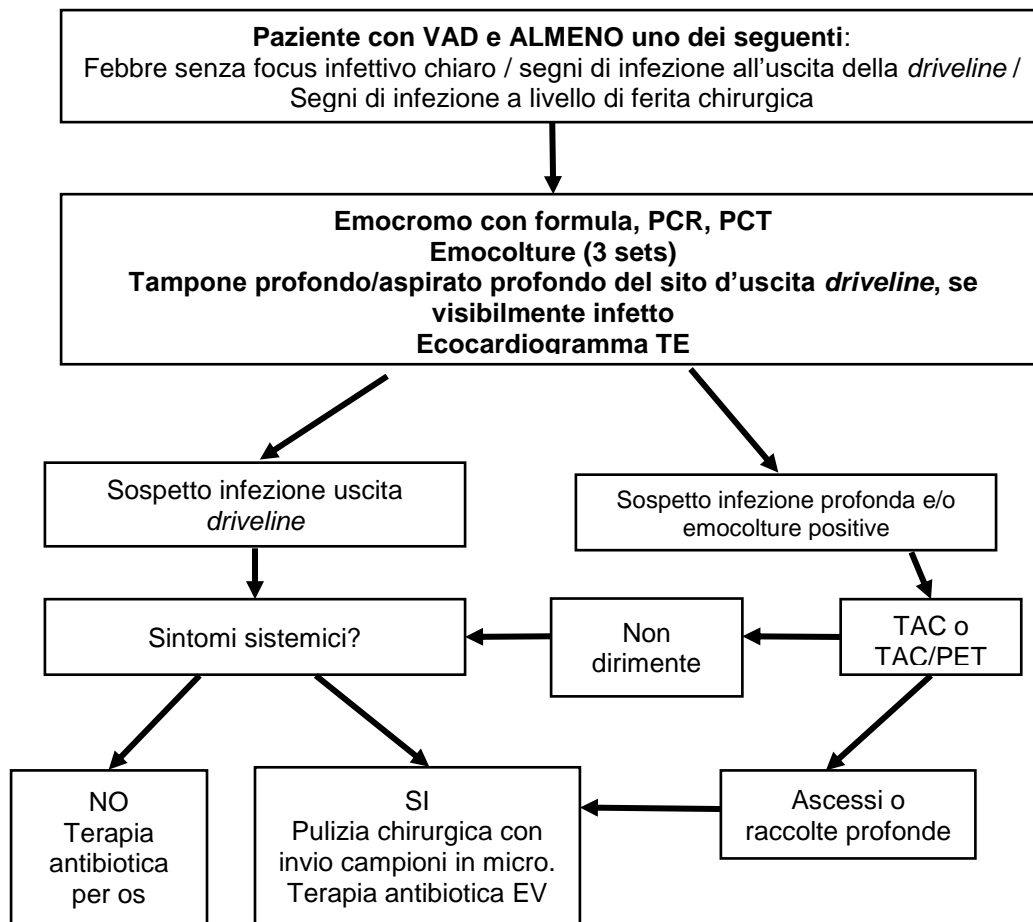 Paziente con VAD e ALMENO uno dei seguenti:
Febbre senza focus infettivo chiaro / segni di infezione all'uscita della driveline /
Segni di infezione a livello di ferita chirurgica
Emocromo con formula, PCR, PCT
Emocolture (3 sets)
Tampone profondo/aspirato profondo del sito d'uscita driveline, se
visibilmente infetto
Ecocardiogramma TE
Sospetto infezione uscita
driveline
Sospetto infezione profonda e/o
emocolture positive
Sintomi sistemici?
Non
dirimente
TAC o
TAC/PET
NO
Terapia
antibiotica
per os
SI
Pulizia chirurgica con
invio campioni in micro.
Terapia antibiotica EV
Ascessi o
raccolte profonde